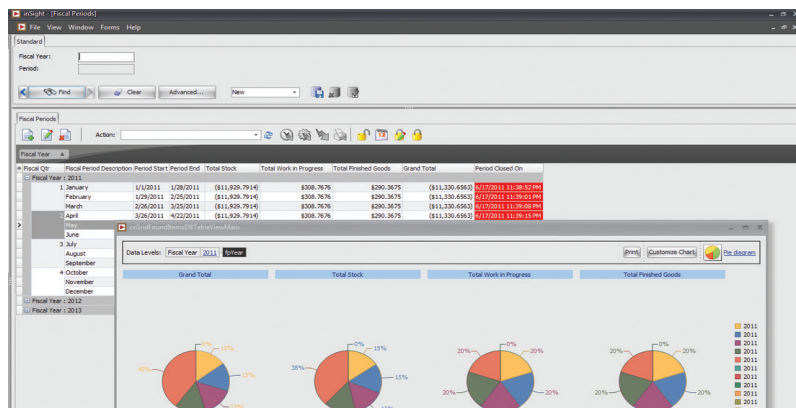 inSight - [Fiscal Periods]
File View Window Forms Help
Standard
Fiscal Year:
Period:
Find Clear Advanced... New
Fiscal Periods
Action:
Fiscal Year
Fiscal Qtr Fiscal Period Description Period Start Period End Total Stock Total Work in Progress Total Finished Goods Grand Total Period Closed On
Fiscal Year : 2011
1 January 1/1/2011 1/28/2011 ($11,929.7914) $308.7676 $290.3675 ($11,330.6563) 6/17/2011 11:38:52 PM
February 1/29/2011 2/25/2011 ($11,929.7914) $308.7676 $290.3675 ($11,330.6563) 6/17/2011 11:39:01 PM
March 2/26/2011 3/25/2011 ($11,929.7914) $308.7676 $290.3675 ($11,330.6563) 6/17/2011 11:39:08 PM
2 April 3/26/2011 4/22/2011 ($11,929.7914) $308.7676 $290.3675 ($11,330.6563) 6/17/2011 11:39:15 PM
May
June
3 July
August
September
4 October
November
December
Fiscal Year : 2012
Fiscal Year : 2013
cxGridFoundItemsDBTableViewMain
Data Levels: Fiscal Year 2011 fpYear Print Customize Chart Pie diagram
Grand Total Total Stock Total Work in Progress Total Finished Goods
0% 15% 15% 40%
0% 15% 15% 38%
0% 20% 20% 20% 20%
0% 20% 20% 20% 20%
2011
2011
2011
2011
2011
2011
2011
2011
2011
2011